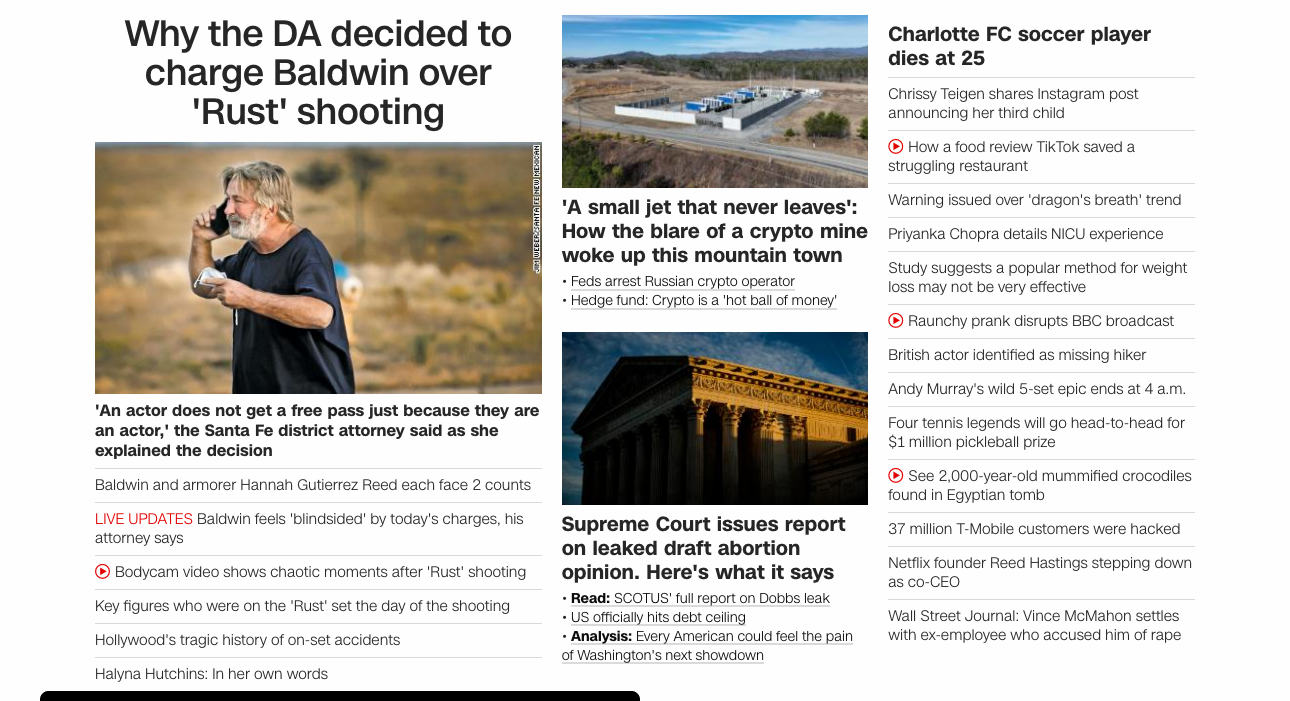 Why the DA decided to
charge Baldwin over
'Rust' shooting
JIM WEBER/SANTA FE NEW MEXICAN
'An actor does not get a free pass just because they are
an actor,' the Santa Fe district attorney said as she
explained the decision
Baldwin and armorer Hannah Gutierrez Reed each face 2 counts
LIVE UPDATES Baldwin feels 'blindsided' by today's charges, his
attorney says
Bodycam video shows chaotic moments after 'Rust' shooting
Key figures who were on the 'Rust' set the day of the shooting
Hollywood's tragic history of on-set accidents
Halyna Hutchins: In her own words
'A small jet that never leaves':
How the blare of a crypto mine
woke up this mountain town
• Feds arrest Russian crypto operator
• Hedge fund: Crypto is a 'hot ball of money'
Supreme Court issues report
on leaked draft abortion
opinion. Here's what it says
• Read: SCOTUS' full report on Dobbs leak
• US officially hits debt ceiling
• Analysis: Every American could feel the pain
of Washington's next showdown
Charlotte FC soccer player
dies at 25
Chrissy Teigen shares Instagram post
announcing her third child
How a food review TikTok saved a
struggling restaurant
Warning issued over 'dragon's breath' trend
Priyanka Chopra details NICU experience
Study suggests a popular method for weight
loss may not be very effective
Raunchy prank disrupts BBC broadcast
British actor identified as missing hiker
Andy Murray's wild 5-set epic ends at 4 a.m.
Four tennis legends will go head-to-head for
$1 million pickleball prize
See 2,000-year-old mummified crocodiles
found in Egyptian tomb
37 million T-Mobile customers were hacked
Netflix founder Reed Hastings stepping down
as co-CEO
Wall Street Journal: Vince McMahon settles
with ex-employee who accused him of rape